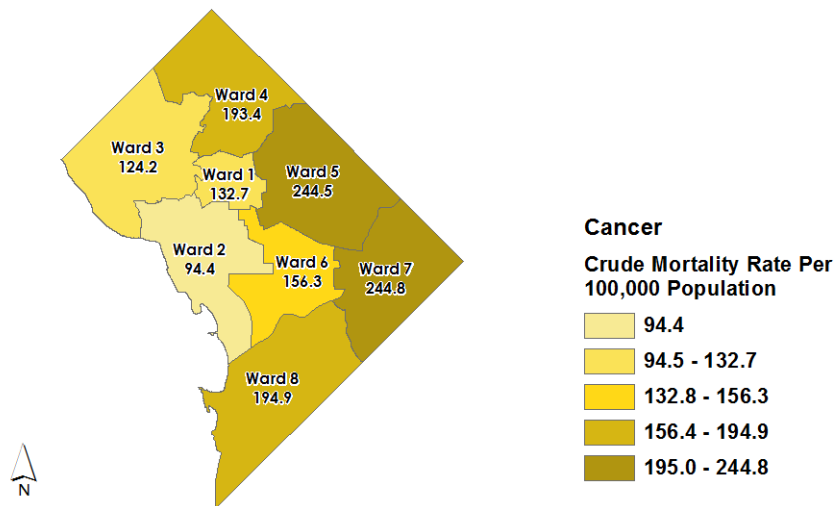 Ward 4
193.4
Ward 3
124.2
Ward 1
132.7
Ward 5
244.5
Ward 2
94.4
Ward 6
156.3
Ward 7
244.8
Ward 8
194.9
N
Cancer
Crude Mortality Rate Per
100,000 Population
94.4
94.5 - 132.7
132.8 - 156.3
156.4 - 194.9
195.0 - 244.8